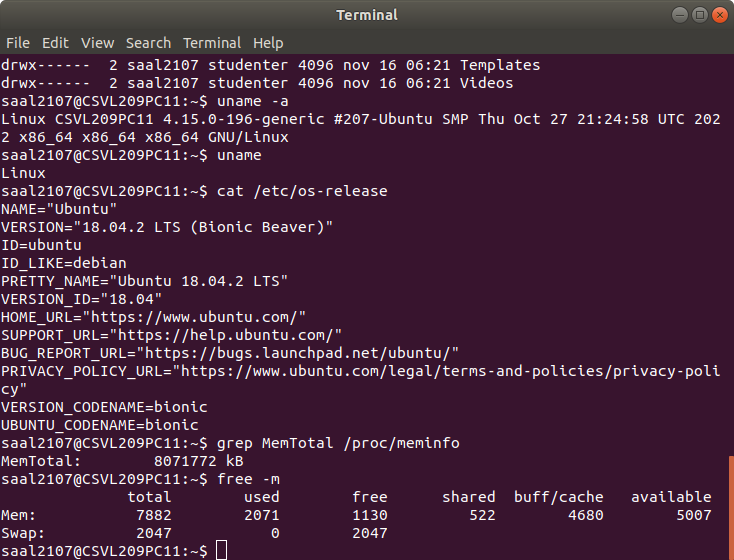 Terminal
File Edit View Search Terminal Help
drwx------  2 saal2107 studenter 4096 nov 16 06:21 Templates
drwx------  2 saal2107 studenter 4096 nov 16 06:21 Videos
saal2107@CSVL209PC11:~$ uname -a
Linux CSVL209PC11 4.15.0-196-generic #207-Ubuntu SMP Thu Oct 27 21:24:58 UTC 202
2 x86_64 x86_64 x86_64 GNU/Linux
saal2107@CSVL209PC11:~$ uname
Linux
saal2107@CSVL209PC11:~$ cat /etc/os-release
NAME="Ubuntu"
VERSION="18.04.2 LTS (Bionic Beaver)"
ID=ubuntu
ID_LIKE=debian
PRETTY_NAME="Ubuntu 18.04.2 LTS"
VERSION_ID="18.04"
HOME_URL="https://www.ubuntu.com/"
SUPPORT_URL="https://help.ubuntu.com/"
BUG_REPORT_URL="https://bugs.launchpad.net/ubuntu/"
PRIVACY_POLICY_URL="https://www.ubuntu.com/legal/terms-and-policies/privacy-poli
cy"
VERSION_CODENAME=bionic
UBUNTU_CODENAME=bionic
saal2107@CSVL209PC11:~$ grep MemTotal /proc/meminfo
MemTotal:        8071772 kB
saal2107@CSVL209PC11:~$ free -m
              total        used        free      shared  buff/cache   available
Mem:           7882        2071        1130         522        4680        5007
Swap:          2047           0        2047
saal2107@CSVL209PC11:~$